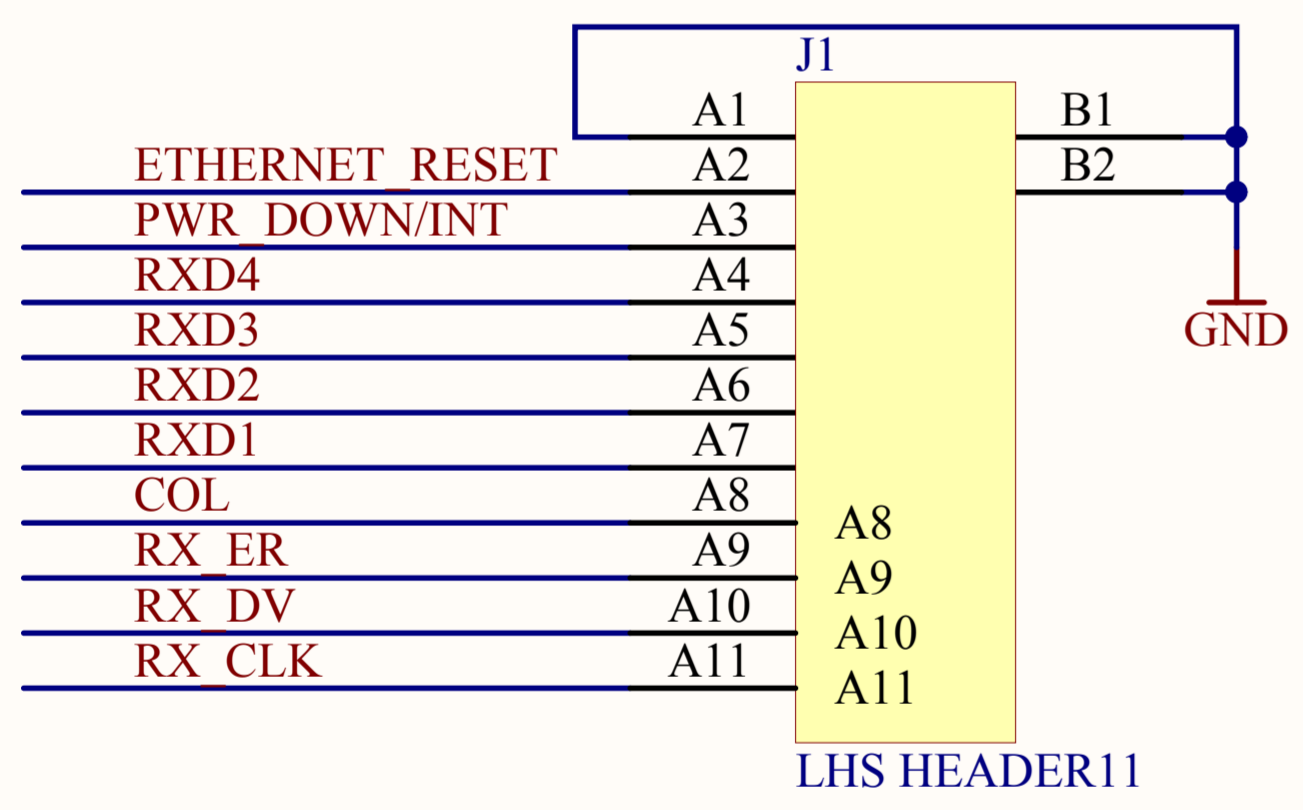 J1
A1 B1
ETHERNET_RESET A2 B2
PWR_DOWN/INT A3
RXD4 A4
GND
RXD3 A5
RXD2 A6
RXD1 A7
COL A8 A8
RX_ER A9 A9
RX_DV A10 A10
RX_CLK A11 A11
LHS HEADER11